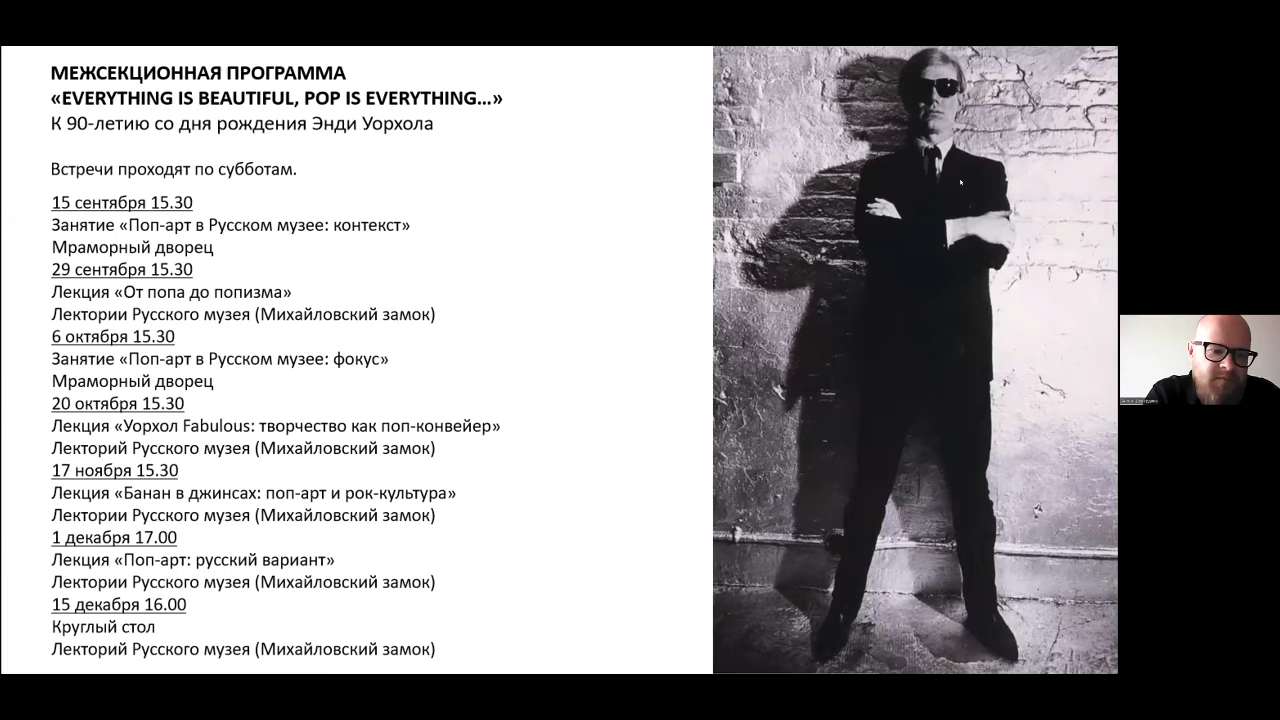 МЕЖСЕКЦИОННАЯ ПРОГРАММА
«EVERYTHING IS BEAUTIFUL, POP IS EVERYTHING…»
К 90-летию со дня рождения Энди Уорхола
Встречи проходят по субботам.
15 сентября 15.30
Занятие «Поп-арт в Русском музее: контекст»
Мраморный дворец
29 сентября 15.30
Лекция «От попа до попизма»
Лектории Русского музея (Михайловский замок)
6 октября 15.30
Занятие «Поп-арт в Русском музее: фокус»
Мраморный дворец
20 октября 15.30
Лекция «Уорхол Fabulous: творчество как поп-конвейер»
Лекторий Русского музея (Михайловский замок)
17 ноября 15.30
Лекция «Банан в джинсах: поп-арт и рок-культура»
Лектории Русского музея (Михайловский замок)
1 декабря 17.00
Лекция «Поп-арт: русский вариант»
Лектории Русского музея (Михайловский замок)
15 декабря 16.00
Круглый стол
Лекторий Русского музея (Михайловский замок)